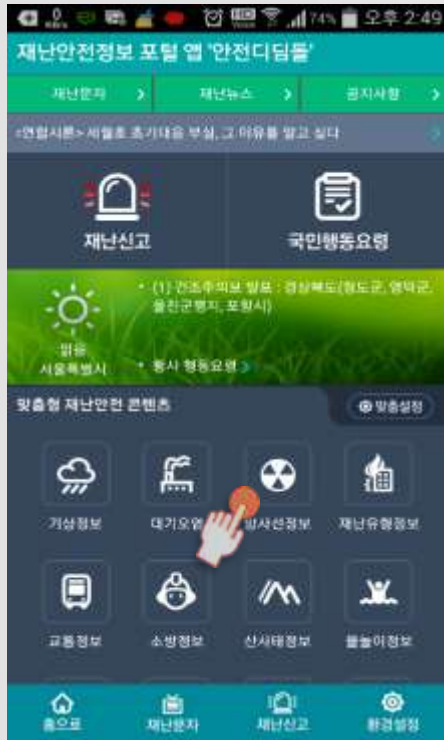 74% 오후 2:49
재난안전정보 포털 앱 '안전디딤돌'
재난문자 > 재난뉴스 > 공지사항 >
<연합시론> 세월호 초기대응 부실, 그 이유를 알고 싶다
재난신고 국민행동요령
(1) 건조주의보 발표 : 경상북도(청도군, 영덕군,
울진군평지, 포항시)
맑음
서울특별시
황사 행동요령 >
맞춤형 재난안전 콘텐츠 맞춤설정
기상정보 대기오염 방사선정보 재난유형정보
교통정보 소방정보 산사태정보 물놀이정보
홈으로 재난문자 재난신고 환경설정